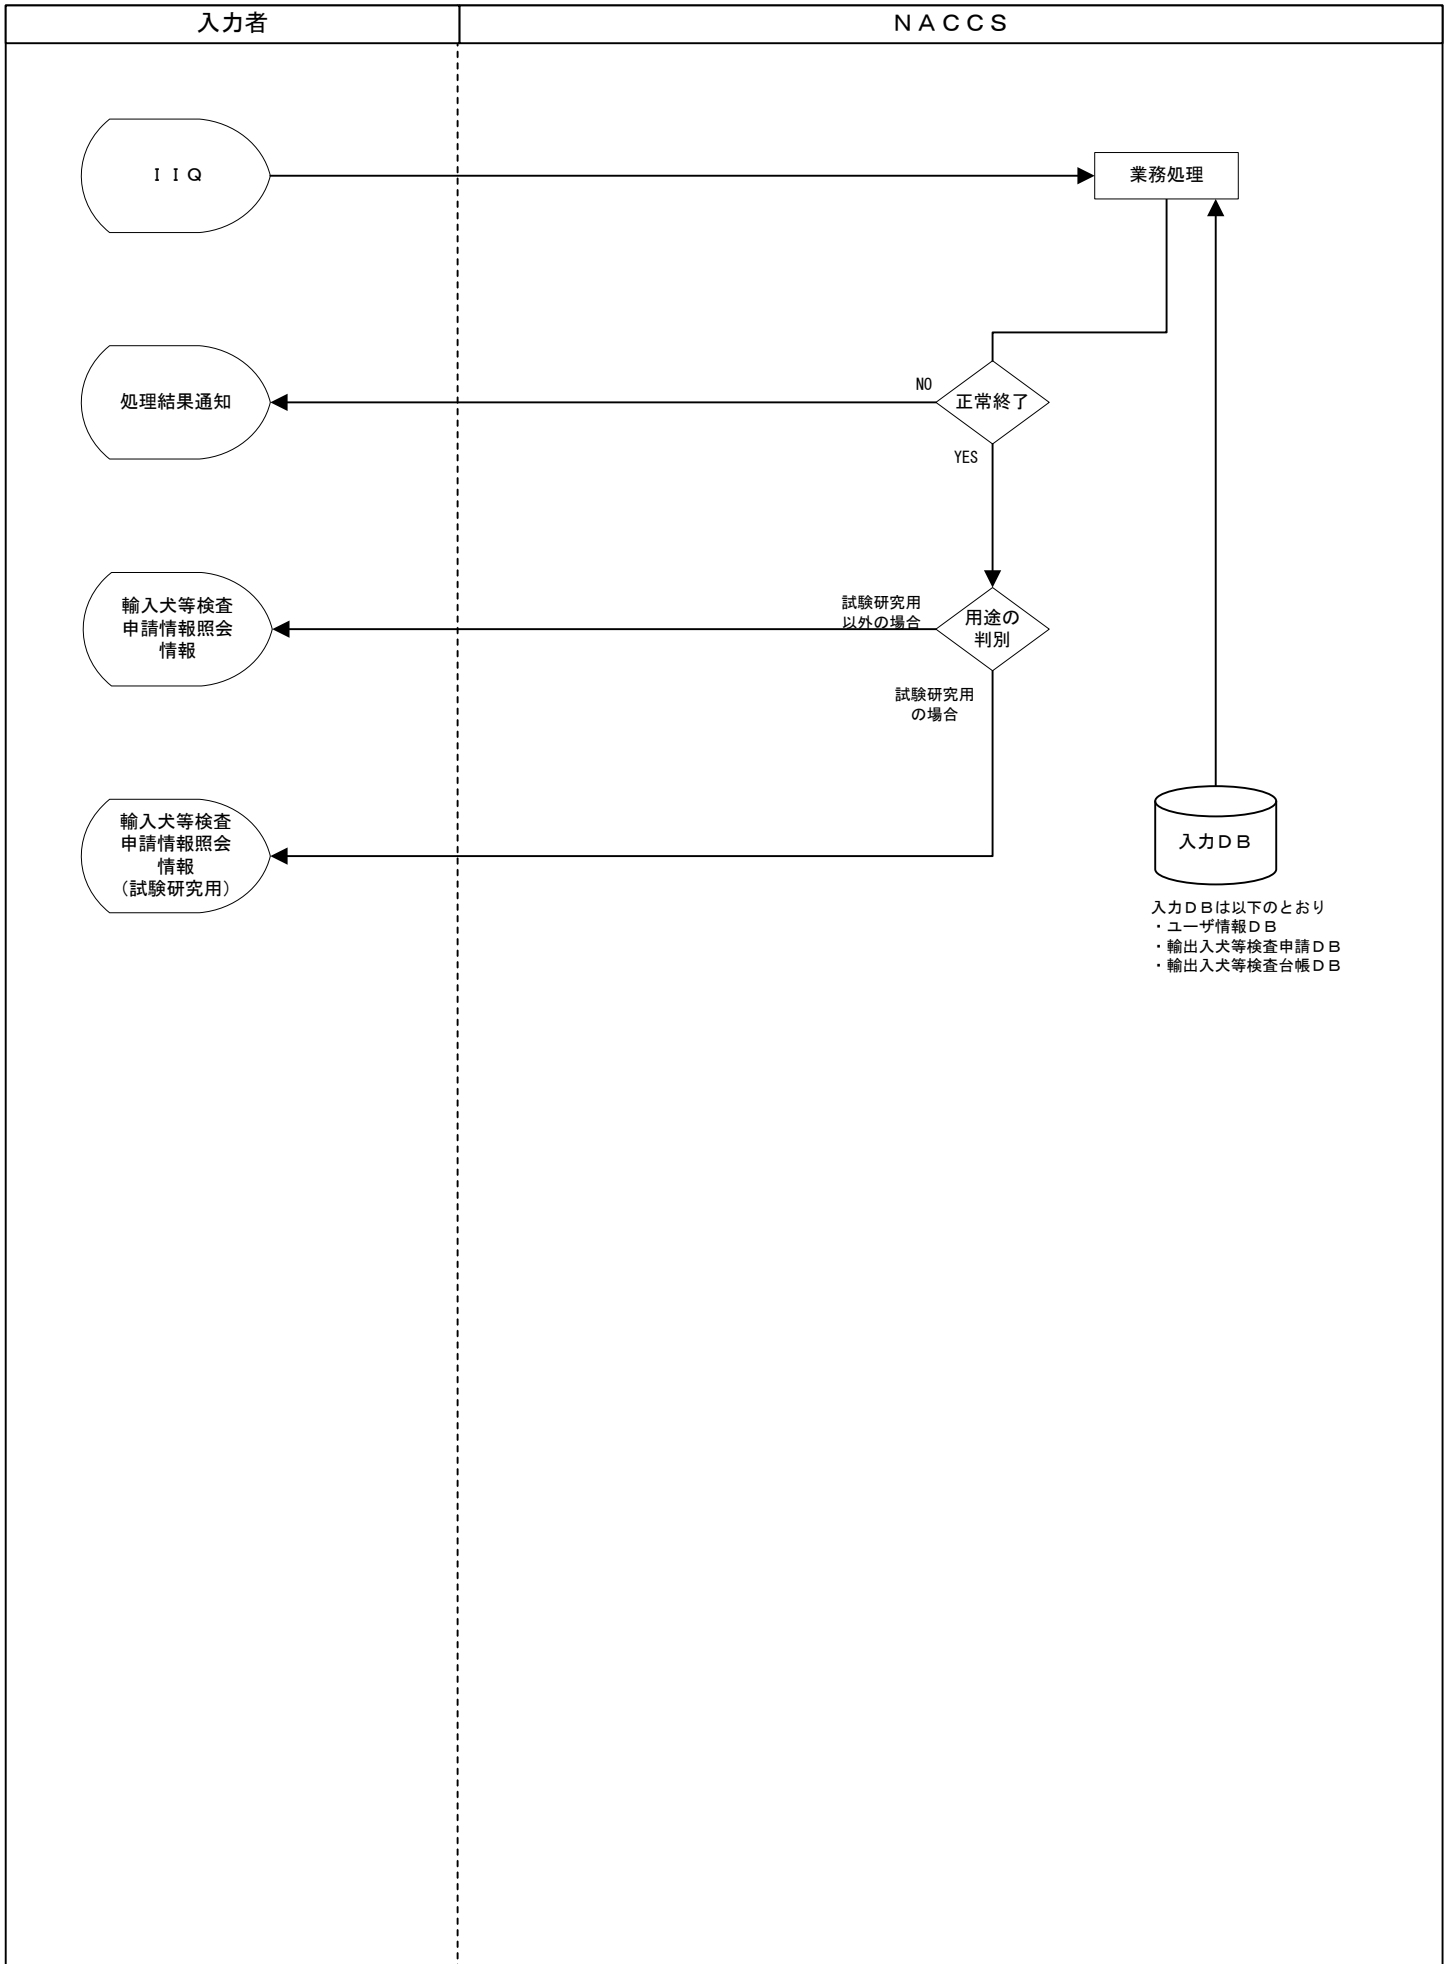 入力者
ＮＡＣＣＳ
ＩＩＱ
業務処理
処理結果通知
NO
正常終了
YES
輸入犬等検査
申請情報照会
情報
試験研究用
以外の場合
用途の
判別
試験研究用
の場合
輸入犬等検査
申請情報照会
情報
（試験研究用）
入力ＤＢ
入力ＤＢは以下のとおり
・ユーザ情報ＤＢ
・輸出入犬等検査申請ＤＢ
・輸出入犬等検査台帳ＤＢ